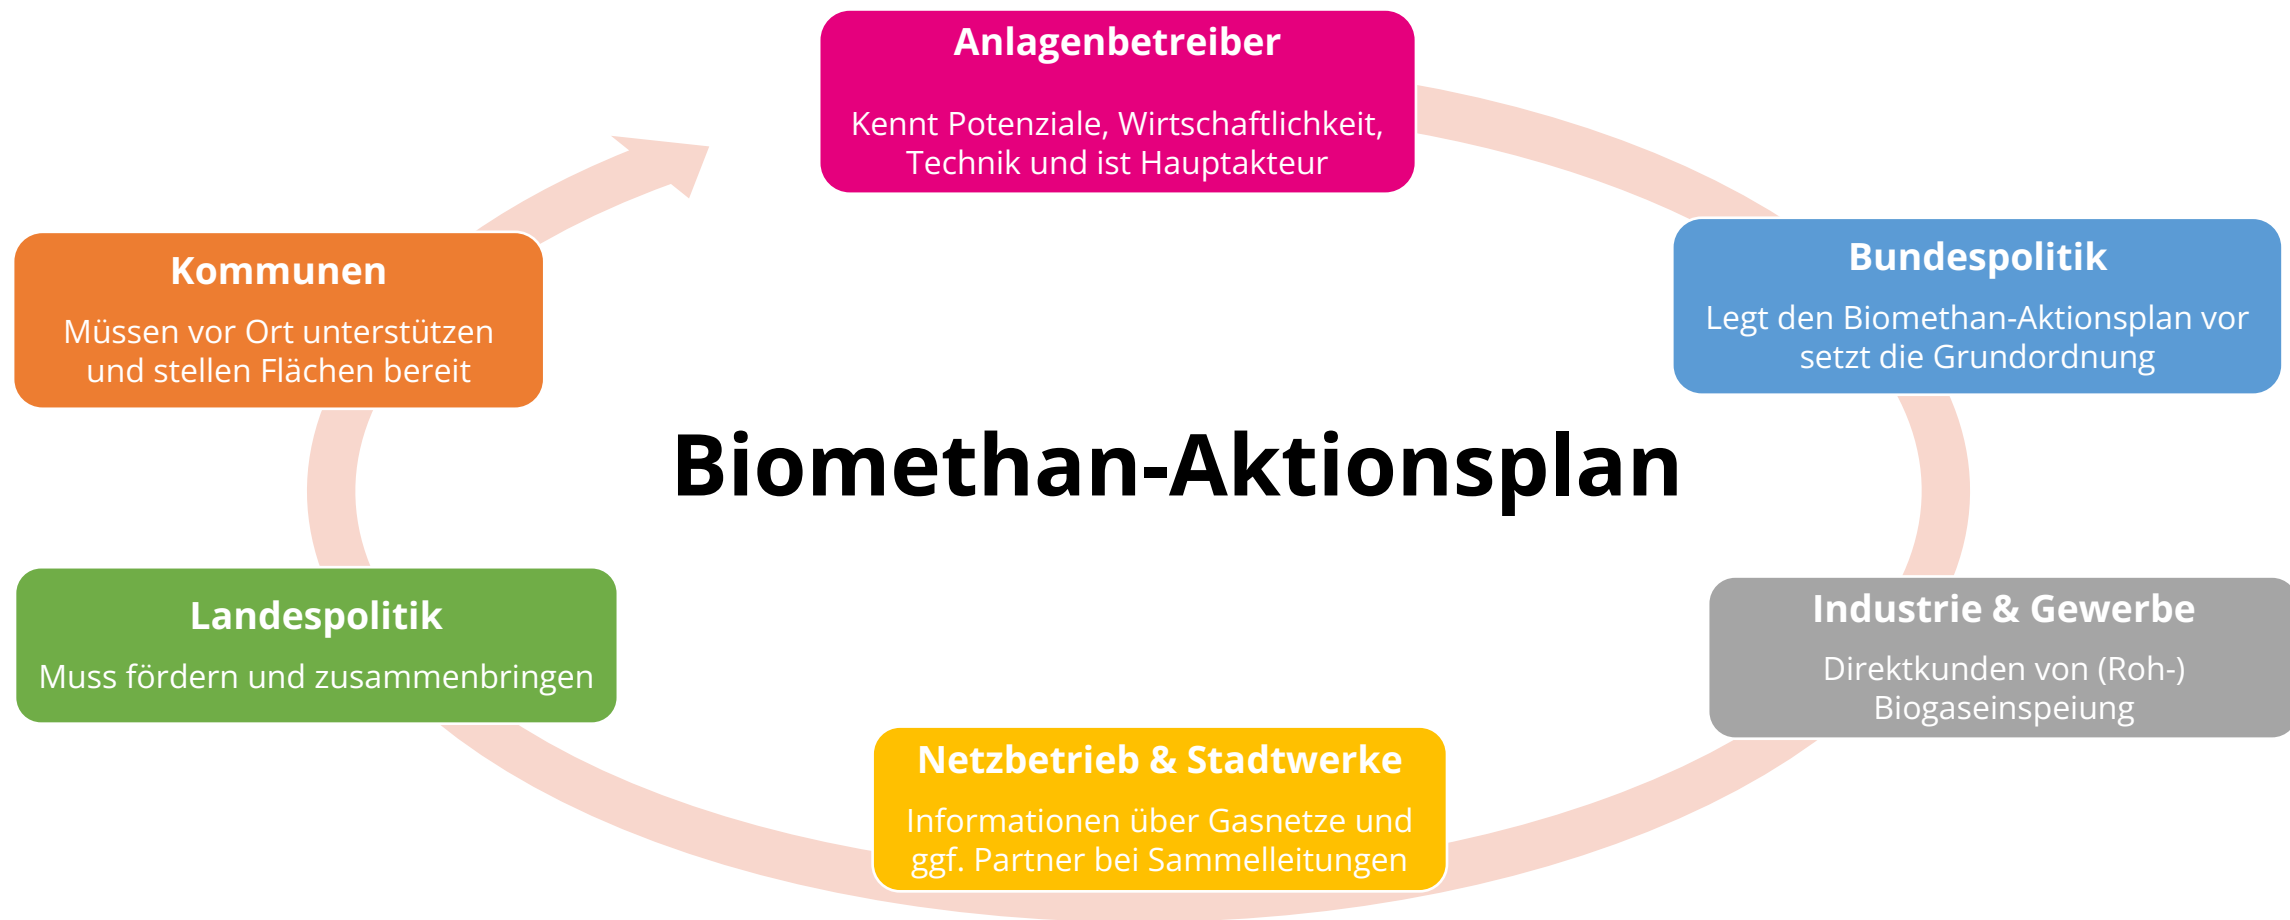 Anlagenbetreiber
Kennt Potenziale, Wirtschaftlichkeit,
Technik und ist Hauptakteur
Bundespolitik
Legt den Biomethan-Aktionsplan vor
setzt die Grundordnung
Kommunen
Müssen vor Ort unterstützen
und stellen Flächen bereit
Biomethan-Aktionsplan
Industrie & Gewerbe
Direktkunden von (Roh-)
Biogaseinspeiung
Landespolitik
Muss fördern und zusammenbringen
Netzbetrieb & Stadtwerke
Informationen über Gasnetze und
ggf. Partner bei Sammelleitungen